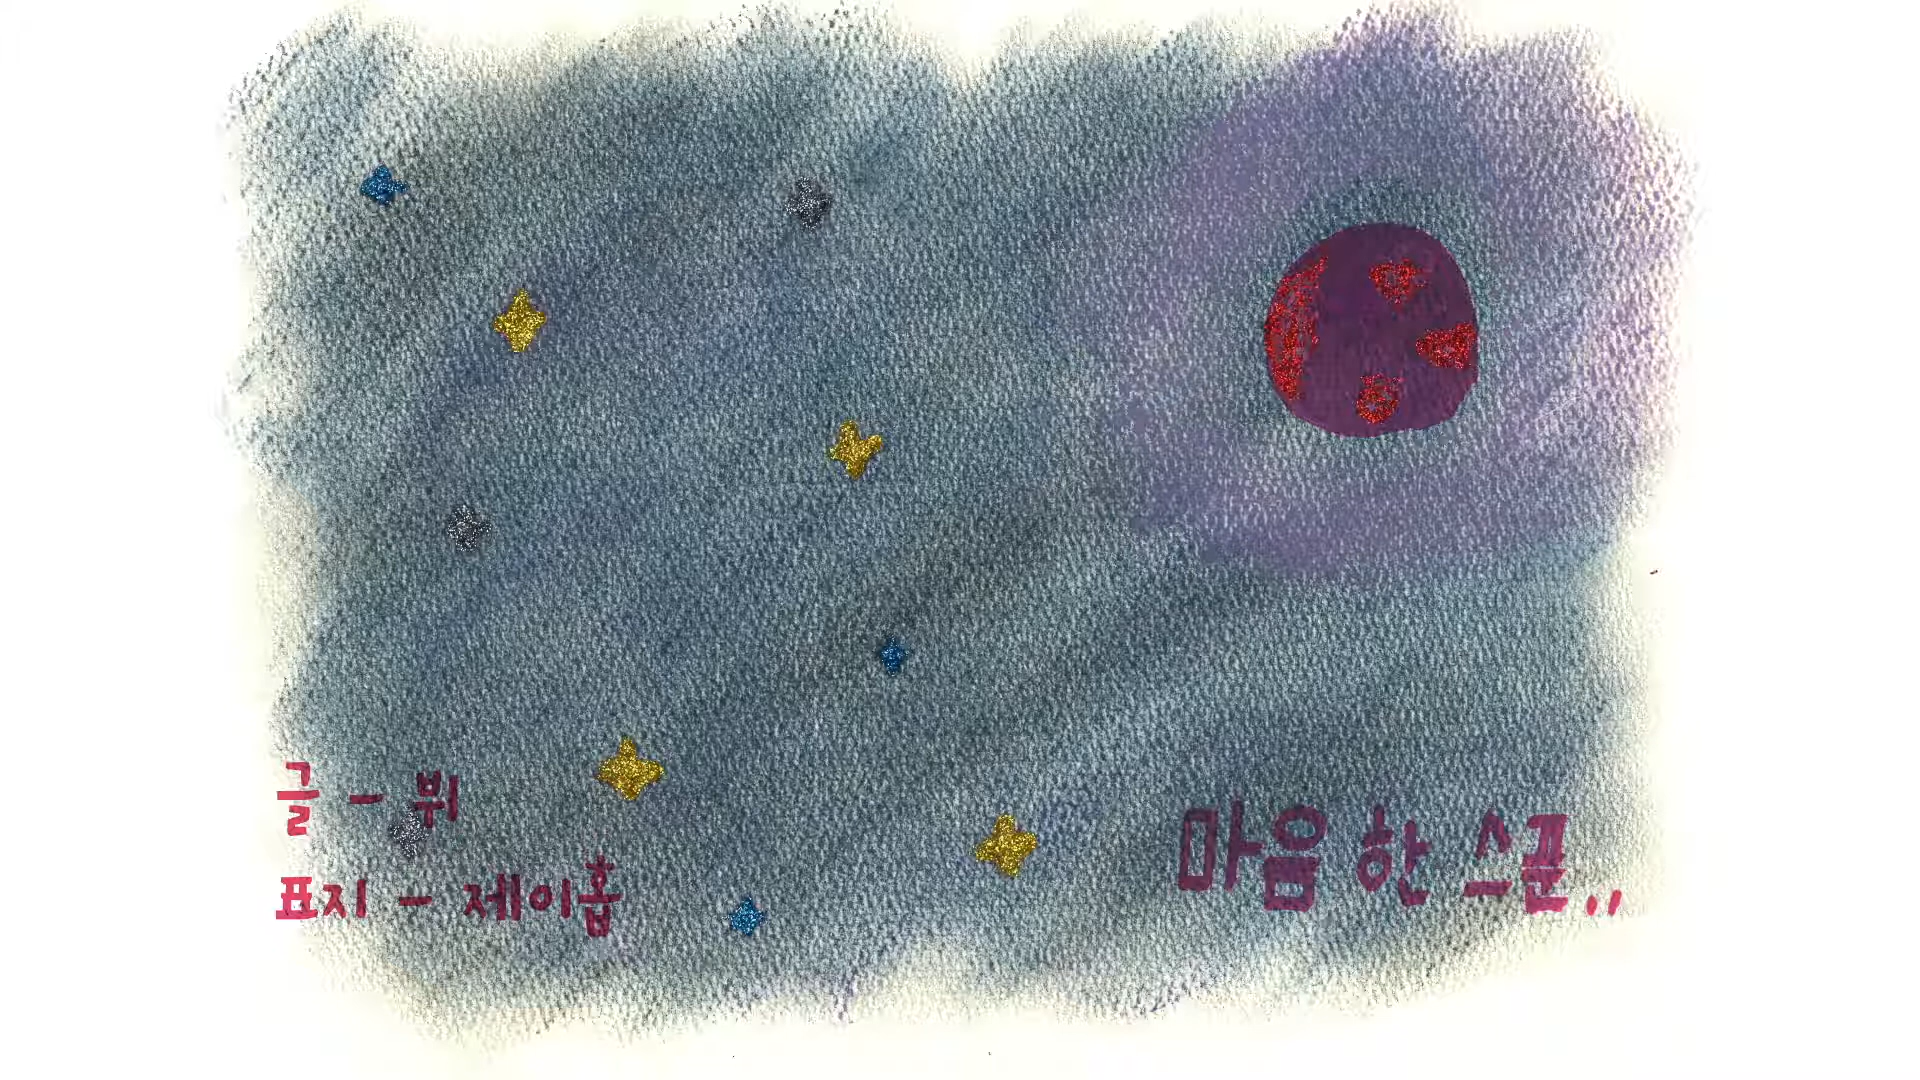 글 - 뷔
표지 - 제이홉
마음 한 스푼..